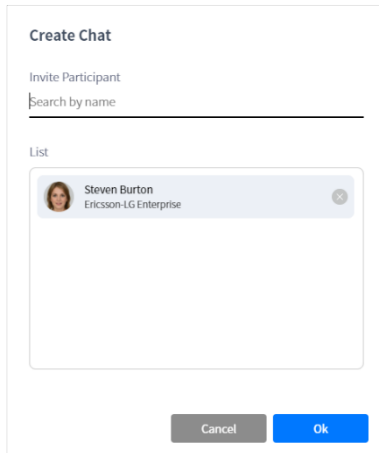 Create Chat
Invite Participant
Search by name
List
Steven Burton
Ericsson-LG Enterprise
Cancel
Ok